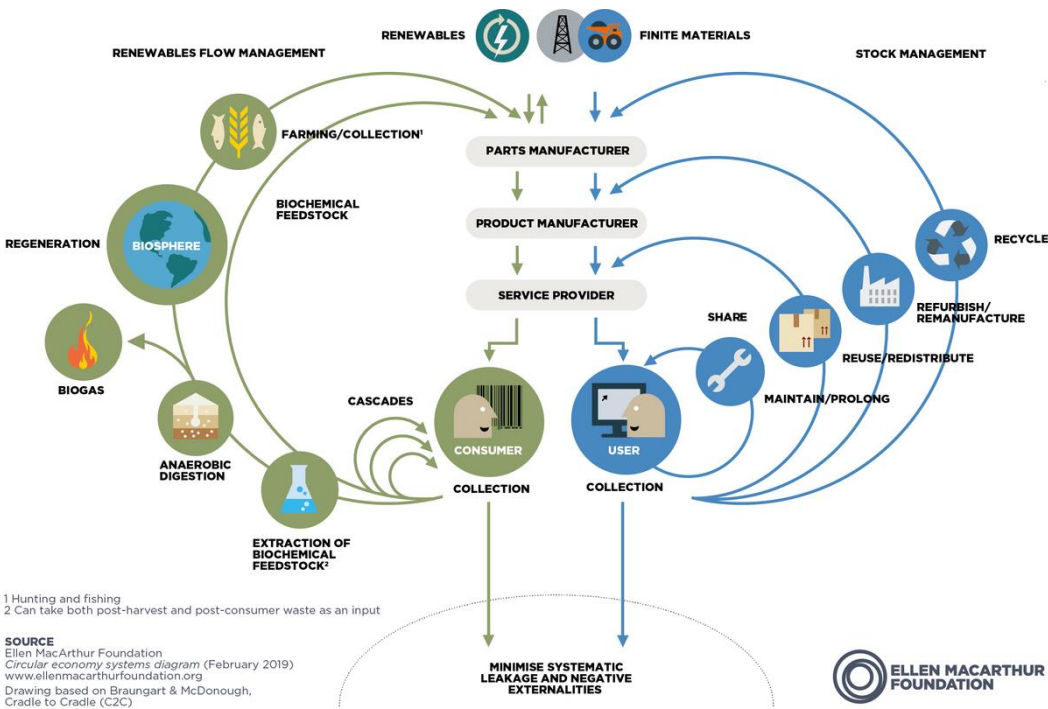 RENEWABLES
FINITE MATERIALS
RENEWABLES FLOW MANAGEMENT
STOCK MANAGEMENT
FARMING/COLLECTION¹
PARTS MANUFACTURER
BIOCHEMICAL
FEEDSTOCK
PRODUCT MANUFACTURER
REGENERATION
BIOSPHERE
RECYCLE
SERVICE PROVIDER
REFURBISH/
REMANUFACTURE
SHARE
REUSE/REDISTRIBUTE
BIOGAS
MAINTAIN/PROLONG
CASCADES
CONSUMER
USER
ANAEROBIC
DIGESTION
COLLECTION
COLLECTION
EXTRACTION OF
BIOCHEMICAL
FEEDSTOCK²
1 Hunting and fishing
2 Can take both post-harvest and post-consumer waste as an input
SOURCE
Ellen MacArthur Foundation
Circular economy systems diagram (February 2019)
www.ellenmacarthurfoundation.org
Drawing based on Braungart & McDonough,
Cradle to Cradle (C2C)
MINIMISE SYSTEMATIC
LEAKAGE AND NEGATIVE
EXTERNALITIES
ELLEN MACARTHUR
FOUNDATION